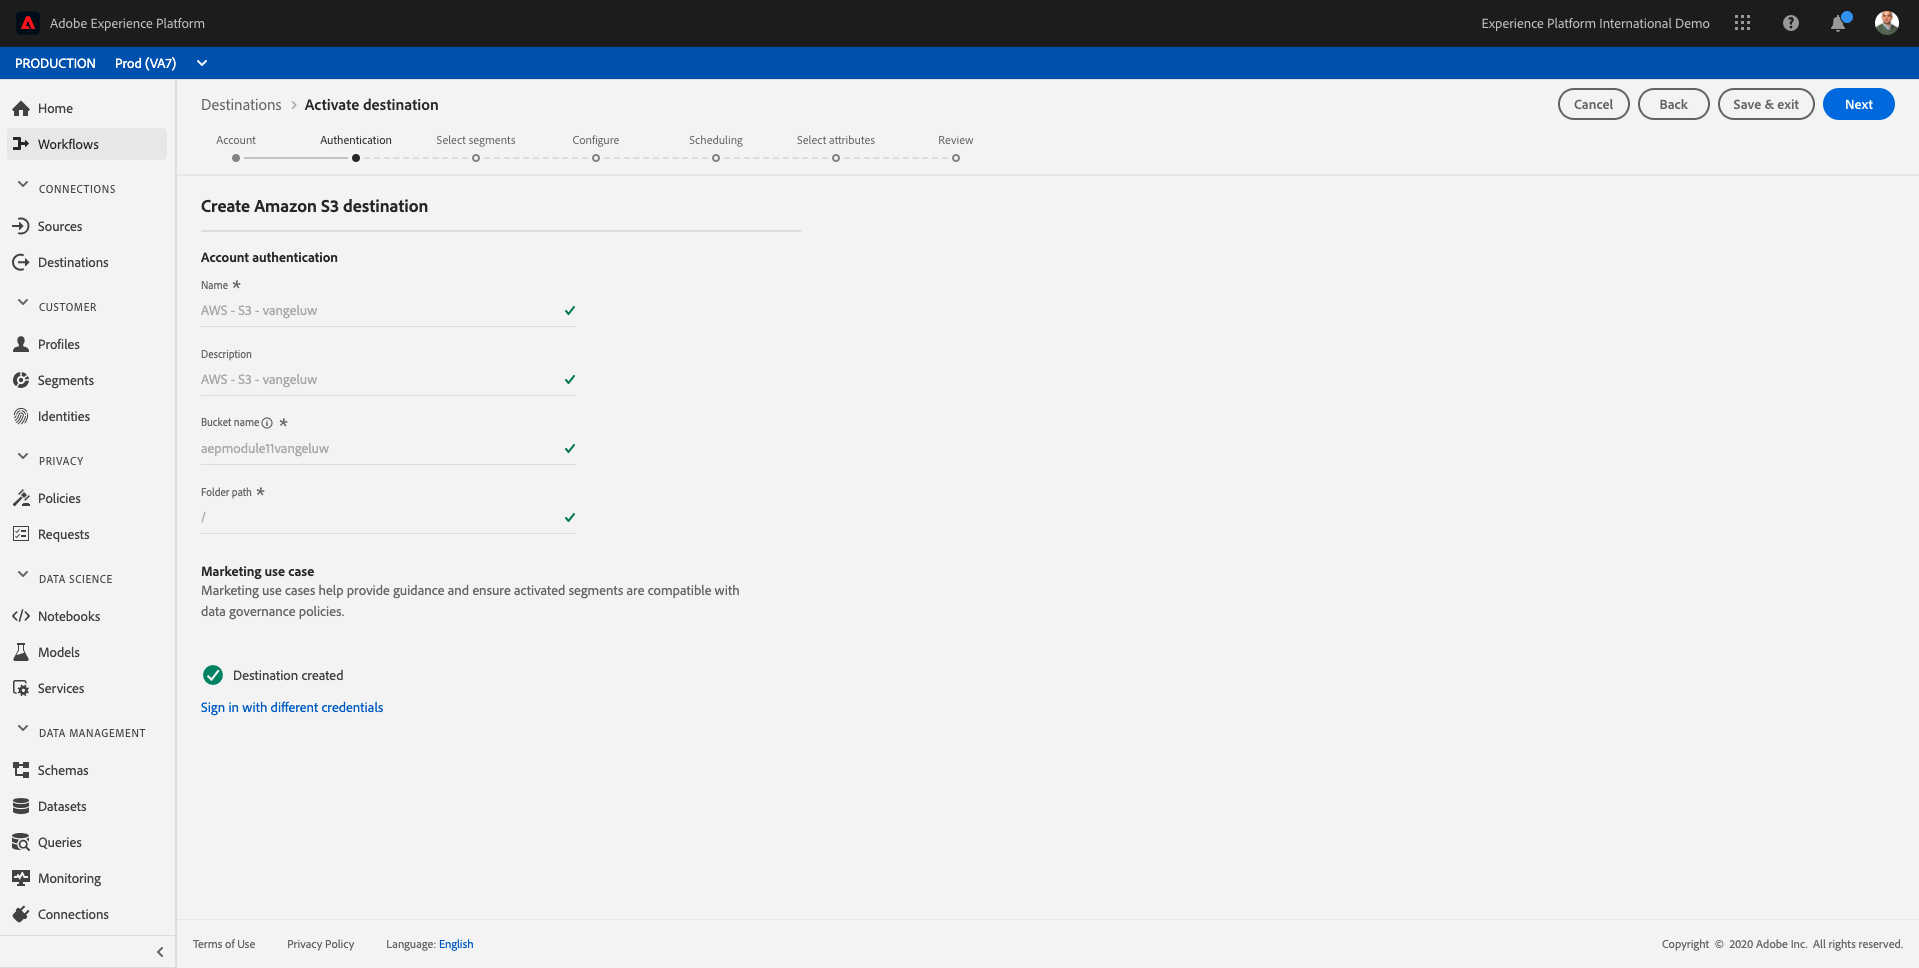 Adobe Experience Platform
Experience Platform International Demo
PRODUCTION Prod (VA7)
Home
Workflows
CONNECTIONS
Sources
Destinations
CUSTOMER
Profiles
Segments
Identities
PRIVACY
Policies
Requests
DATA SCIENCE
Notebooks
Models
Services
DATA MANAGEMENT
Schemas
Datasets
Queries
Monitoring
Connections
Destinations > Activate destination
Cancel
Back
Save & exit
Next
Account
Authentication
Select segments
Configure
Scheduling
Select attributes
Review
Create Amazon S3 destination
Account authentication
Name *
AWS - S3 - vangeluw
Description
AWS - S3 - vangeluw
Bucket name *
aepmodule11vangeluw
Folder path *
/
Marketing use case
Marketing use cases help provide guidance and ensure activated segments are compatible with
data governance policies.
Destination created
Sign in with different credentials
Terms of Use
Privacy Policy
Language: English
Copyright © 2020 Adobe Inc. All rights reserved.